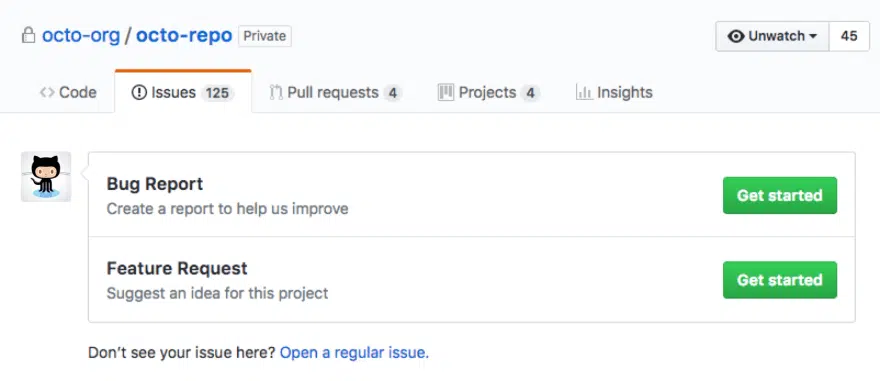 octo-org / octo-repo Private Unwatch 45
Code Issues 125 Pull requests 4 Projects 4 Insights
Bug Report
Create a report to help us improve
Get started
Feature Request
Suggest an idea for this project
Get started
Don’t see your issue here? Open a regular issue.